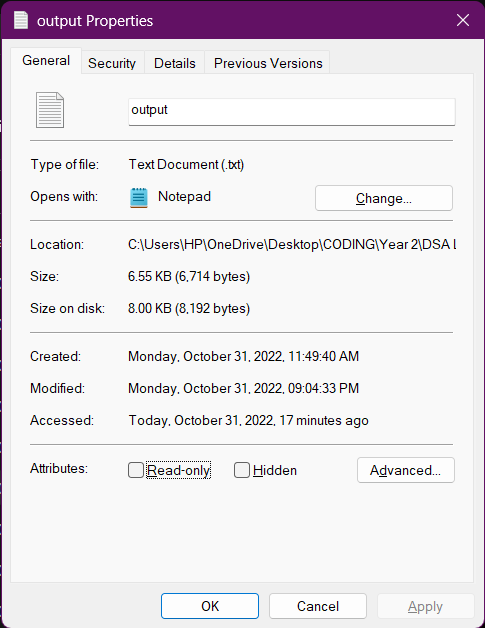 output Properties
General Security Details Previous Versions
output
Type of file: Text Document (.txt)
Opens with: Notepad Change...
Location: C:\Users\HP\OneDrive\Desktop\CODING\Year 2\DSA L
Size: 6.55 KB (6,714 bytes)
Size on disk: 8.00 KB (8,192 bytes)
Created: Monday, October 31, 2022, 11:49:40 AM
Modified: Monday, October 31, 2022, 09:04:33 PM
Accessed: Today, October 31, 2022, 17 minutes ago
Attributes: Read-only Hidden Advanced...
OK Cancel Apply